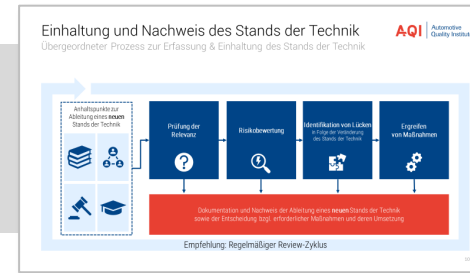 Einhaltung und Nachweis des Stands der Technik
Übergeordneter Prozess zur Erfassung & Einhaltung des Stands der Technik
AQI
Automotive
Quality Institute
Anhaltspunkte zur
Ableitung eines neuen
Stands der Technik
Prüfung der
Relevanz
Risikobewertung
Identifikation von Lücken
in Folge der Veränderung
des Stands der Technik
Ergreifen
von Maßnahmen
Dokumentation und Nachweis der Ableitung eines neuen Stands der Technik
sowie der Entscheidung bzgl. erforderlicher Maßnahmen und deren Umsetzung
Empfehlung: Regelmäßiger Review-Zyklus